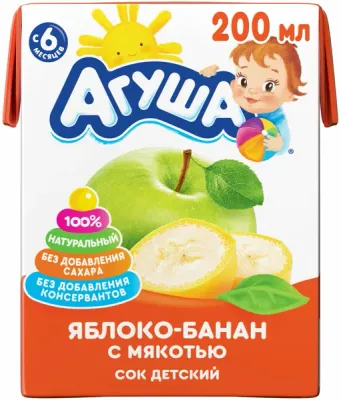 с 6
месяцев
200 мл
Агуша
®
100%
натуральный
без добавления
сахара
без добавления
консервантов
яблоко-банан
с мякотью
сок детский